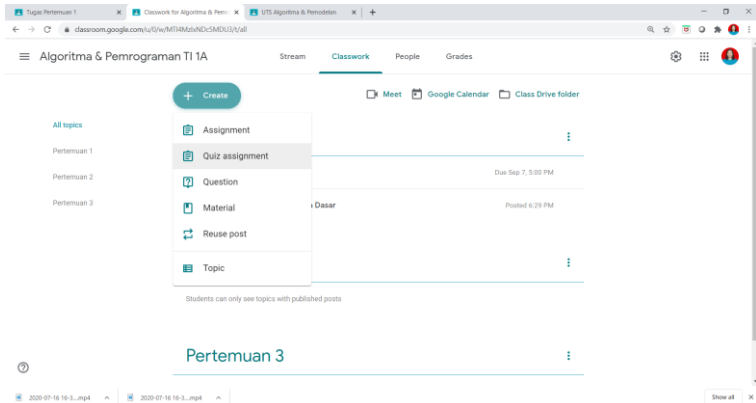 Tugas Pertemuan 1
Classwork for Algoritma & Pemro
UTS Algoritma & Pemodelan
classroom.google.com/u/0/w/MTI4MzIxNDc5MDU3/t/all
Algoritma & Pemrograman TI 1A
Stream
Classwork
People
Grades
Create
Meet
Google Calendar
Class Drive folder
All topics
Pertemuan 1
Pertemuan 2
Pertemuan 3
Assignment
Quiz assignment
Question
Material
Reuse post
Topic
Due Sep 7, 5:00 PM
Dasar
Posted 6:29 PM
Students can only see topics with published posts
Pertemuan 3
2020-07-16 16-3...mp4
2020-07-16 16-3...mp4
Show all